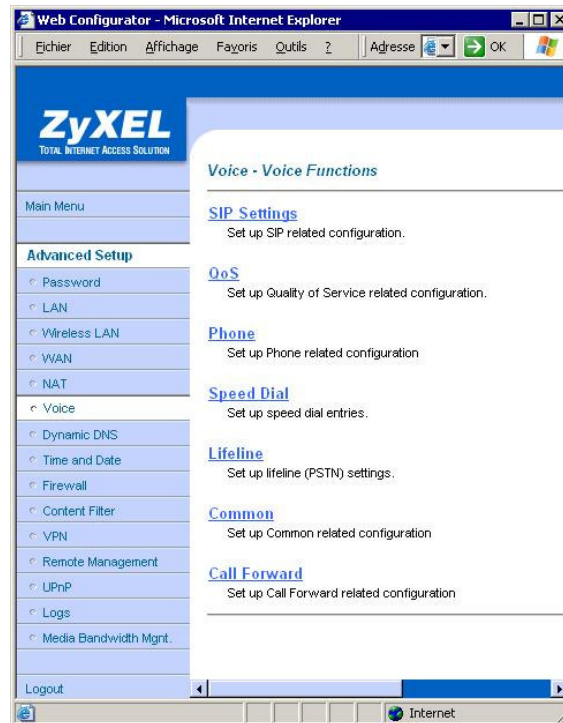 Web Configurator - Microsoft Internet Explorer
Fichier Edition Affichage Favoris Outils ? Adresse OK
ZyXEL
TOTAL INTERNET ACCESS SOLUTION
Main Menu
Advanced Setup
Password
LAN
Wireless LAN
WAN
NAT
Voice
Dynamic DNS
Time and Date
Firewall
Content Filter
VPN
Remote Management
UPnP
Logs
Media Bandwidth Mgnt.
Logout
Voice - Voice Functions
SIP Settings
Set up SIP related configuration.
QoS
Set up Quality of Service related configuration.
Phone
Set up Phone related configuration
Speed Dial
Set up speed dial entries.
Lifeline
Set up lifeline (PSTN) settings.
Common
Set up Common related configuration
Call Forward
Set up Call Forward related configuration
Internet